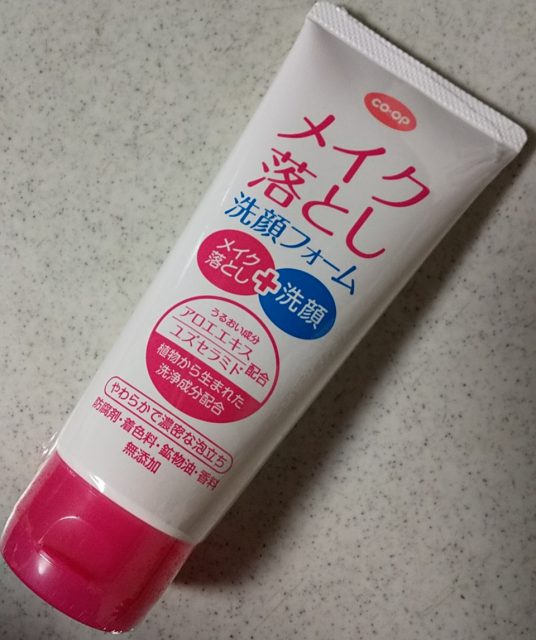 CO·OP
メイク
落とし
洗顔フォーム
メイク
落とし
+
洗顔
うるおい成分
アロエエキス
ユズセラミド配合
植物から生まれた
洗浄成分配合
やわらかで濃密な泡立ち
防腐剤・着色料・鉱物油・香料
無添加